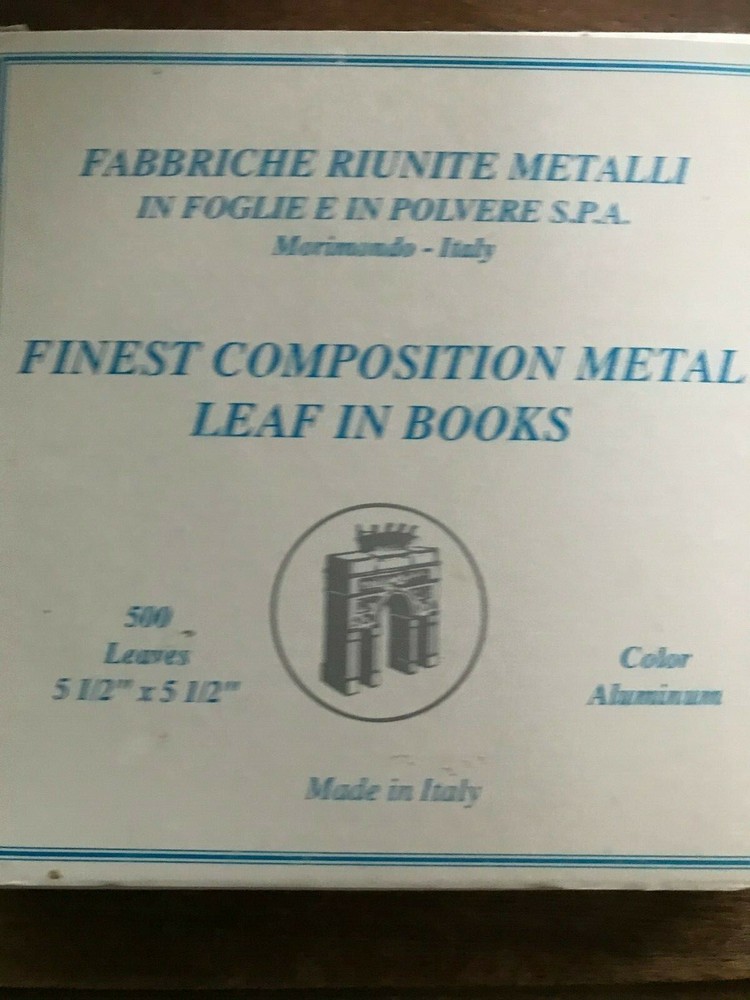 FABBRICHE RIUNITE METALLI
IN FOGLIE E IN POLVERE S.P.A.
Morimondo - Italy
FINEST COMPOSITION METAL
LEAF IN BOOKS
500
Leaves
5 1/2" x 5 1/2"
Color
Aluminum
Made in Italy